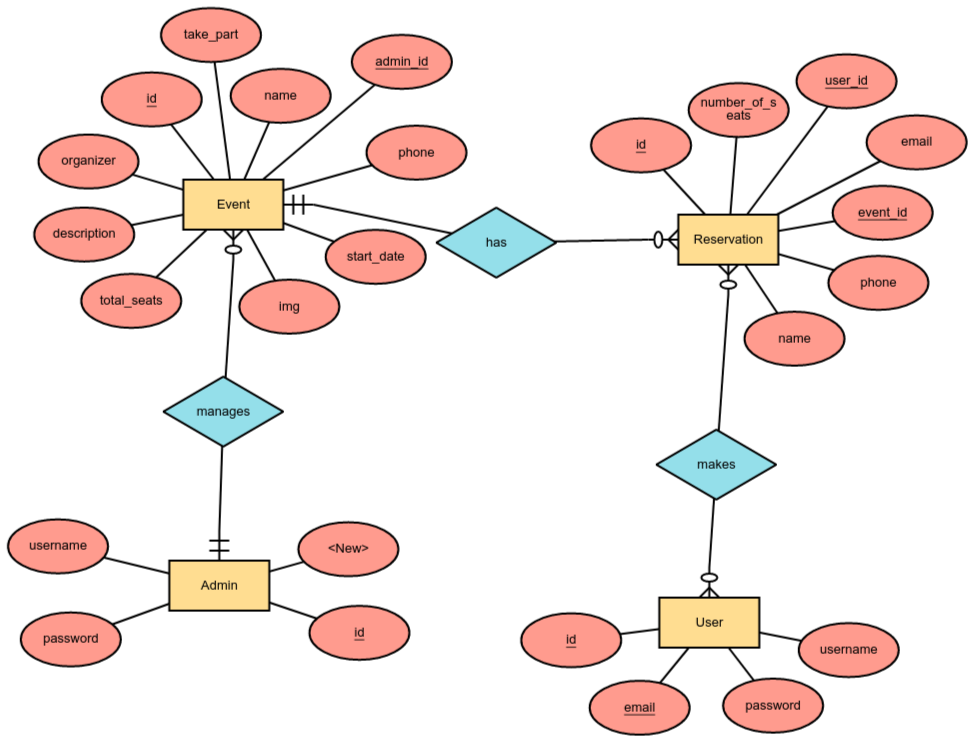 take_part
admin_id
id
name
organizer
phone
Event
description
start_date
total_seats
img
has
user_id
number_of_s
eats
id
email
event_id
Reservation
phone
name
manages
makes
username
<New>
Admin
password
id
User
id
username
email
password